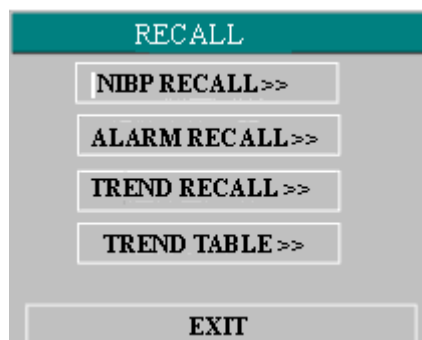 RECALL
NIBP RECALL>>
ALARM RECALL>>
TREND RECALL>>
TREND TABLE>>
EXIT